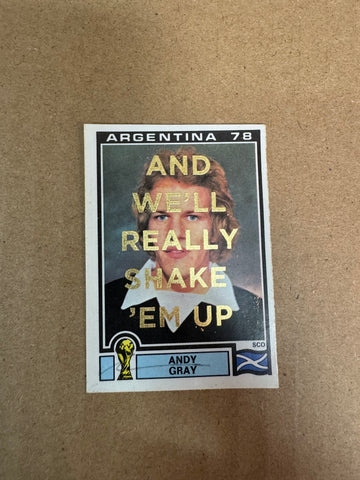 ARGENTINA 78
AND
WE'LL
REALLY
SHAKE
'EM UP
SCO
ANDY
GRAY